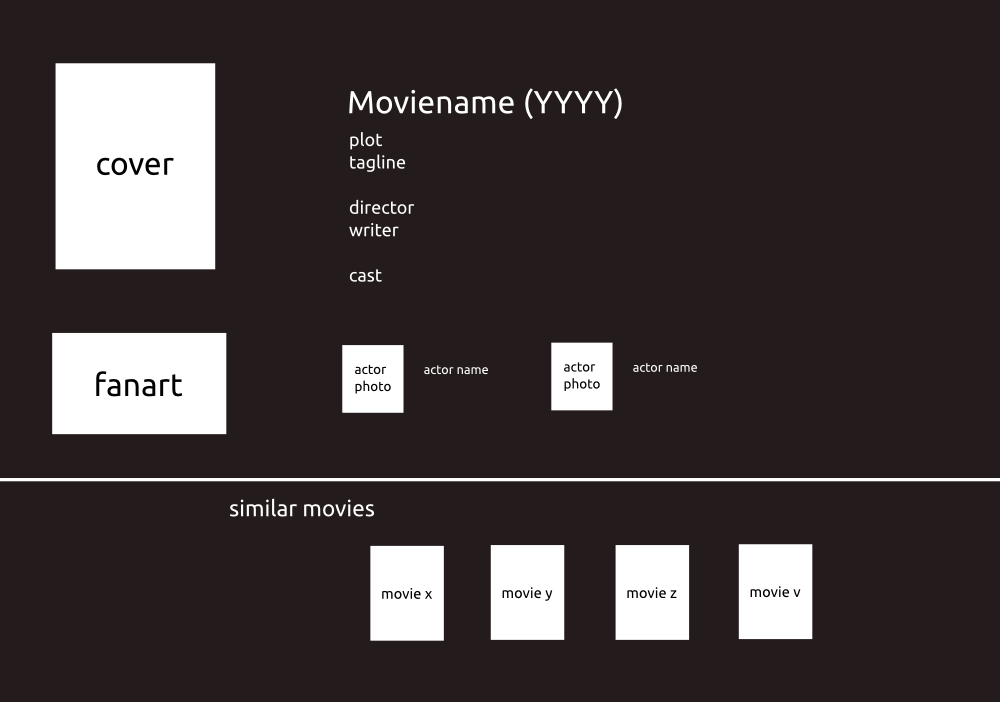 cover
Moviename (YYYY)
plot
tagline
director
writer
cast
fanart
actor
photo
actor name
actor
photo
actor name
similar movies
movie x
movie y
movie z
movie v